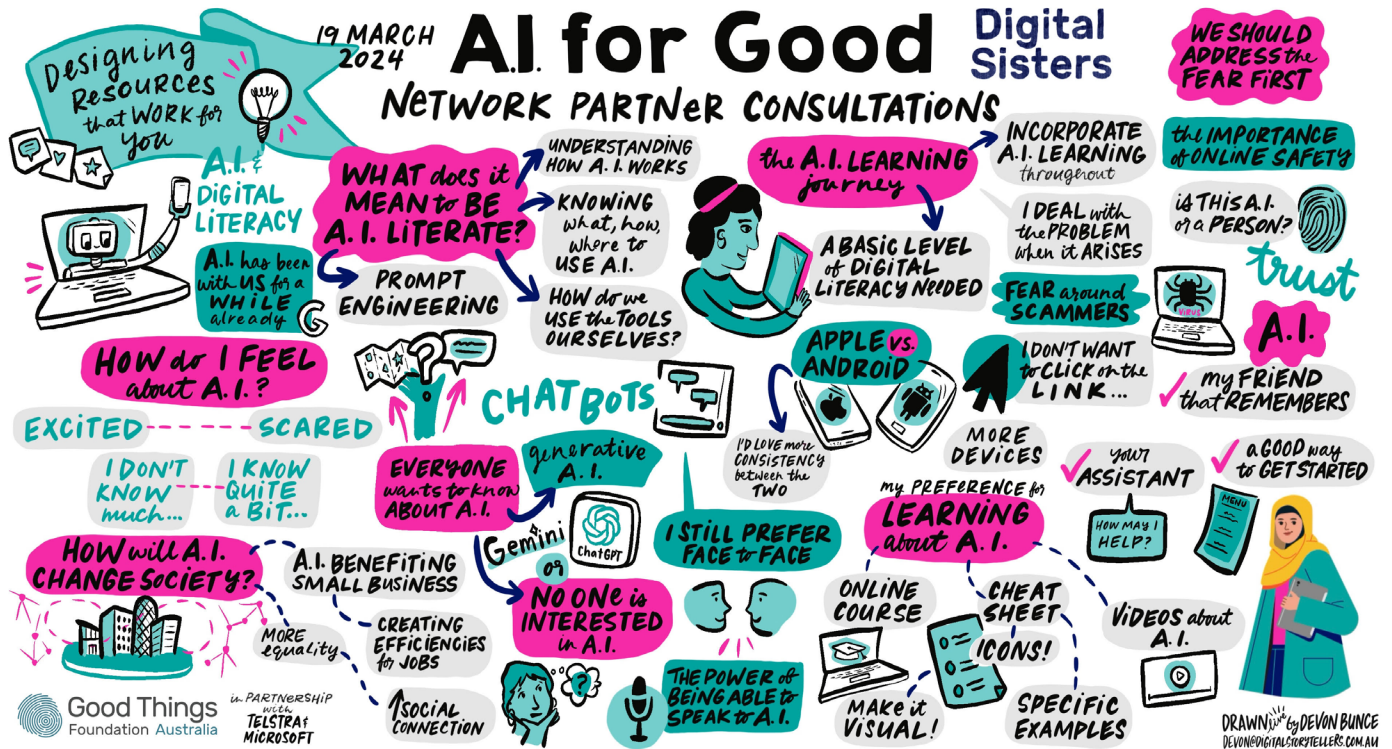 Designing
Resources
that WORK for
You
19 MARCH
2024
A.I. for Good
NETWORK PARTNER CONSULTATIONS
Digital
Sisters
WE SHOULD
ADDRESS the
FEAR FIRST
A.I. &
DIGITAL
LITERACY
A.I. has been
with US for a
WHILE
already
G
WHAT does it
MEAN to BE
A.I. LITERATE?
UNDERSTANDING
HOW A.I. WORKS
KNOWING
what, how,
where to
USE A.I.
PROMPT
ENGINEERING
HOW do we
USE the TOOLS
OURSELVES?
the A.I. LEARNING
journey
INCORPORATE
A.I. LEARNING
throughout
I DEAL with
the PROBLEM
when it ARISES
A BASIC LEVEL
of DIGITAL
LITERACY NEEDED
the IMPORTANCE
of ONLINE SAFETY
is THIS A.I.
or a PERSON?
trust
FEAR around
SCAMMERS
VIRUS
I DON'T WANT
to CLICK on the
LINK...
A.I.
my FRIEND
that REMEMBERS
YOUR
ASSISTANT
HOW MAY I
HELP?
a GOOD way
to GET STARTED
MENU
HOW do I FEEL
about A.I.?
EXCITED
SCARED
I DON'T
KNOW
much...
I KNOW
QUITE
a BIT...
?
CHATBOTS
EVERYONE
wants to know
ABOUT A.I.
generative
A.I.
Gemini
ChatGPT
or
NO ONE is
INTERESTED
in A.I.
?
APPLE vs.
ANDROID
I'D LOVE more
CONSISTENCY
between the
TWO
MORE
DEVICES
I STILL PREFER
FACE to FACE
THE POWER of
BEING ABLE to
SPEAK to A.I.
my PREFERENCE for
LEARNING
about A.I.
ONLINE
COURSE
MAKE it
VISUAL!
CHEAT
SHEET
ICONS!
SPECIFIC
EXAMPLES
VIDEOS about
A.I.
HOW will A.I.
CHANGE SOCIETY?
A.I. BENEFITING
SMALL BUSINESS
CREATING
EFFICIENCIES
for JOBS
MORE
equality
↑SOCIAL
CONNECTION
Good Things
Foundation Australia
in PARTNERSHIP
with
TELSTRA &
MICROSOFT
DRAWN live by DEVON BUNCE
DEVON@DIGITALSTORYTELLERS.COM.AU